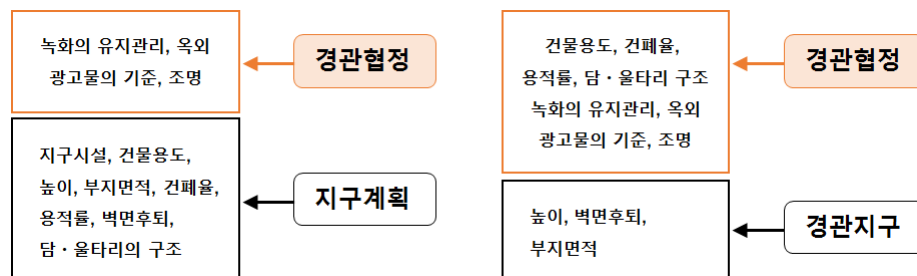 녹화의 유지관리, 옥외
광고물의 기준, 조명
경관협정
지구시설, 건물용도,
높이, 부지면적, 건폐율,
용적률, 벽면후퇴,
담 · 울타리의 구조
지구계획
건물용도, 건폐율,
용적률, 담 · 울타리 구조
녹화의 유지관리, 옥외
광고물의 기준, 조명
경관협정
높이, 벽면후퇴,
부지면적
경관지구